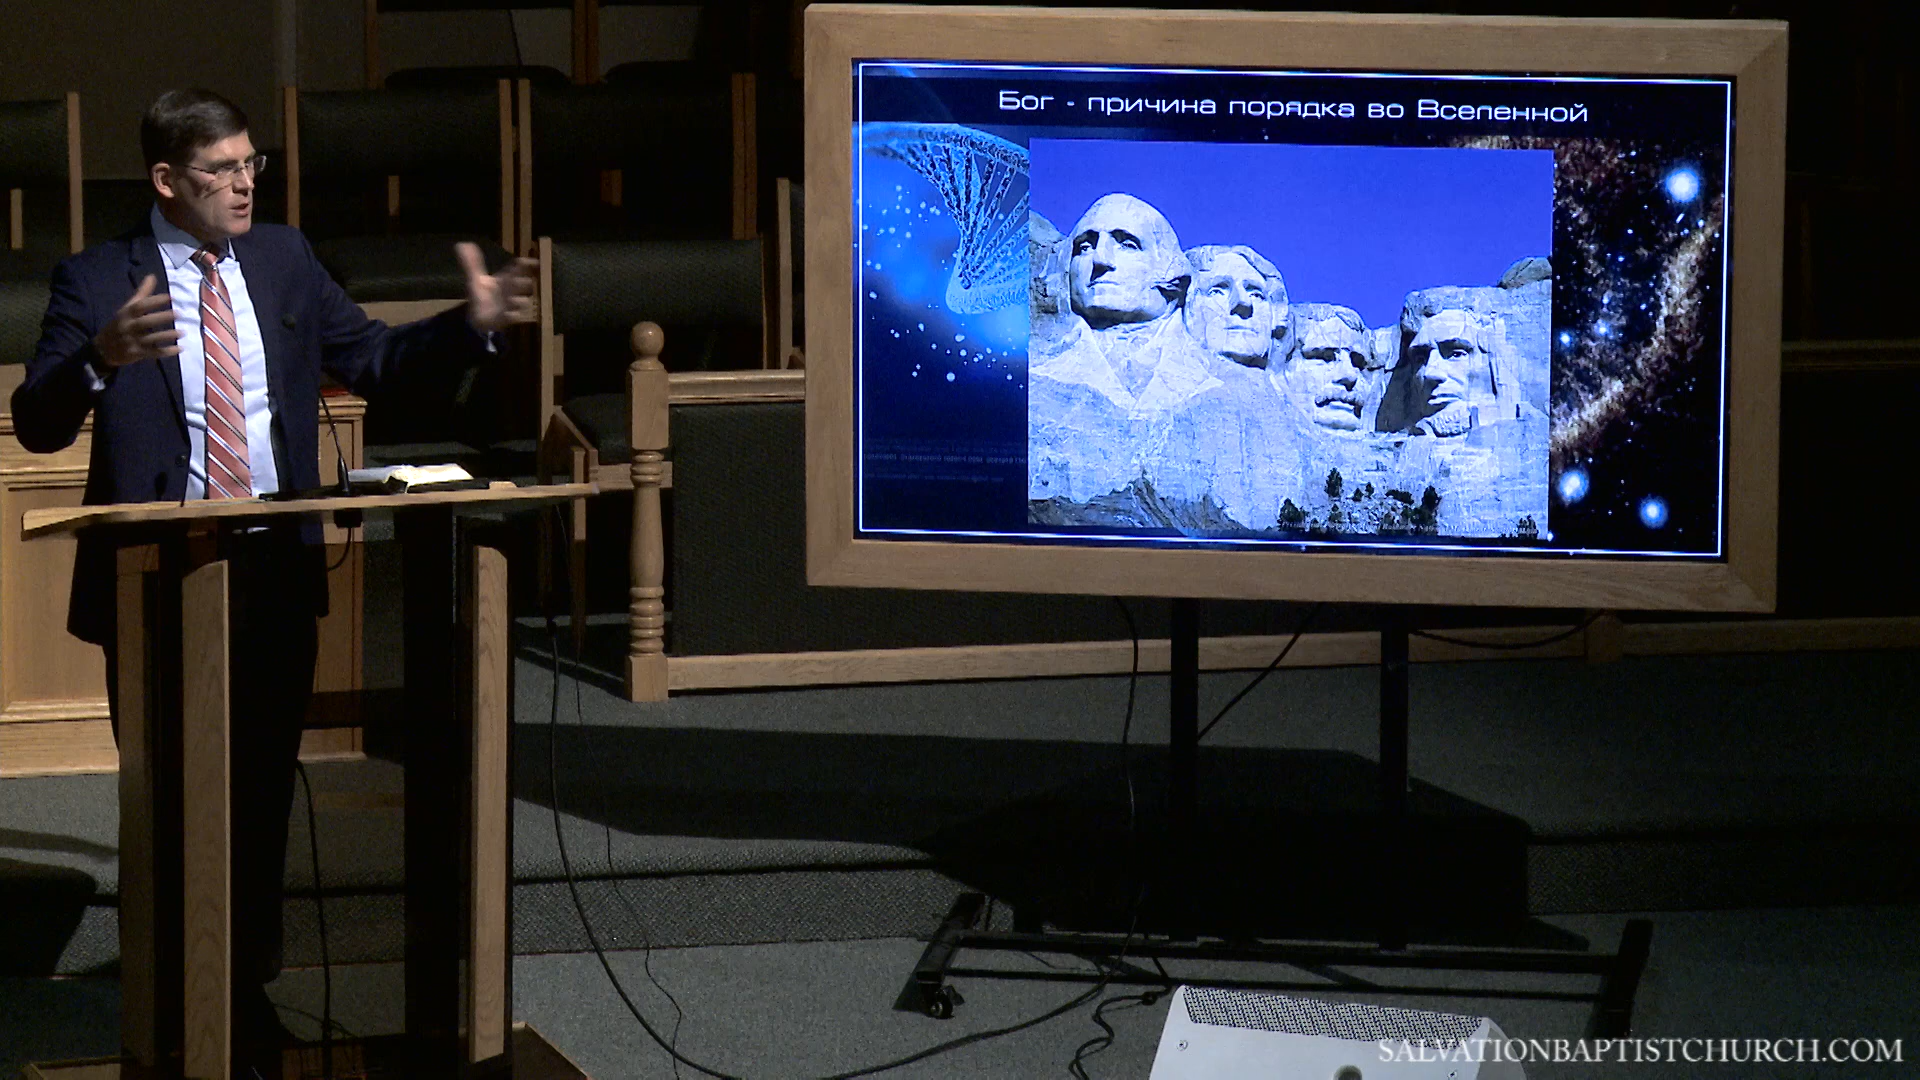 Бог - причина порядка во Вселенной
SALVATIONBAPTISTCHURCH.COM